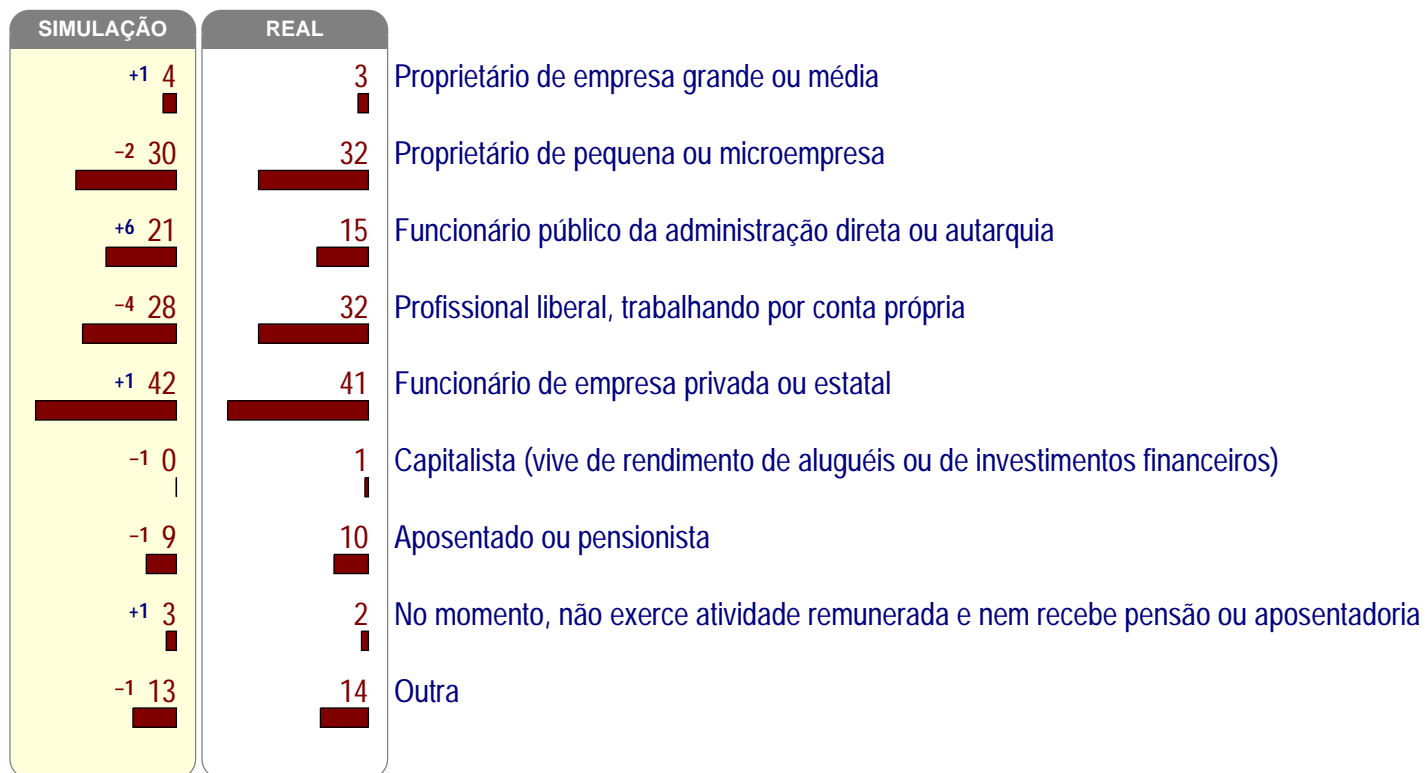 SIMULAÇÃO REAL
+1 4 3 Proprietário de empresa grande ou média
−2 30 32 Proprietário de pequena ou microempresa
+6 21 15 Funcionário público da administração direta ou autarquia
−4 28 32 Profissional liberal, trabalhando por conta própria
+1 42 41 Funcionário de empresa privada ou estatal
−1 0 1 Capitalista (vive de rendimento de aluguéis ou de investimentos financeiros)
−1 9 10 Aposentado ou pensionista
+1 3 2 No momento, não exerce atividade remunerada e nem recebe pensão ou aposentadoria
−1 13 14 Outra